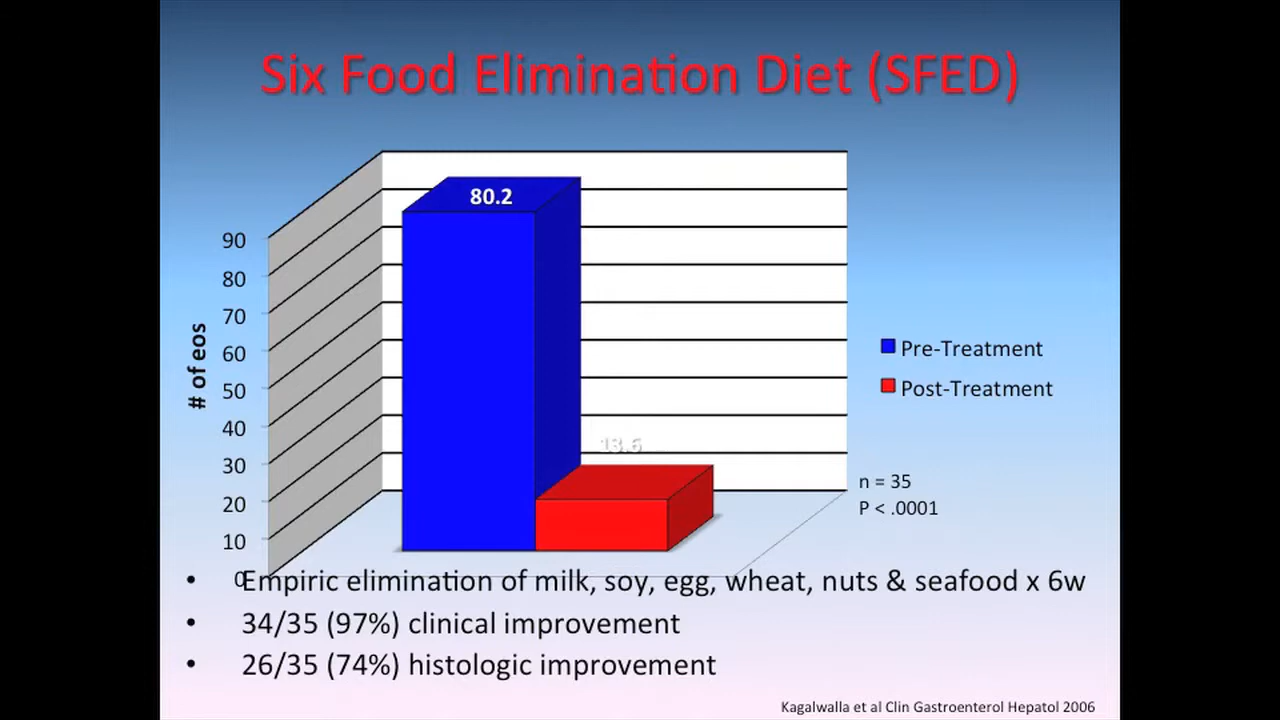 Six Food Elimination Diet (SFED)
80.2
90
80
70
60
50
40
30
20
10
0
# of eos
13.6
Pre-Treatment
Post-Treatment
n = 35
P < .0001
• Empiric elimination of milk, soy, egg, wheat, nuts & seafood x 6w
• 34/35 (97%) clinical improvement
• 26/35 (74%) histologic improvement
Kagalwalla et al Clin Gastroenterol Hepatol 2006